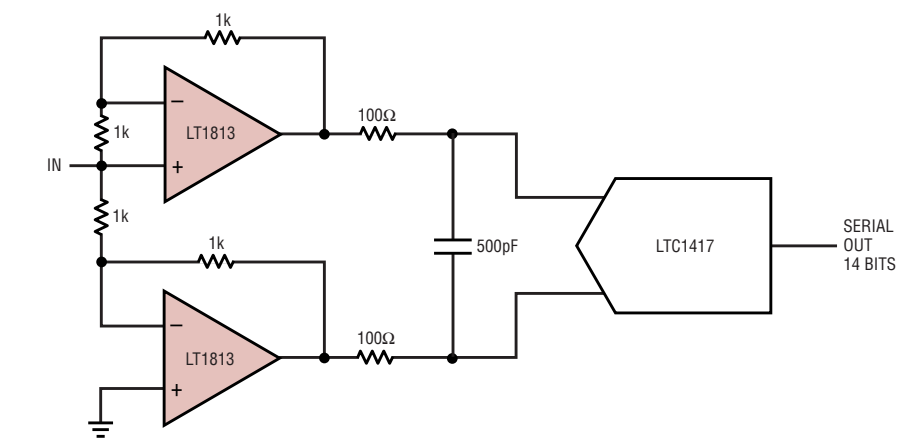 1k
−
LT1813
+
1k
IN
1k
100Ω
500pF
LTC1417
SERIAL
OUT
14 BITS
1k
−
LT1813
+
100Ω